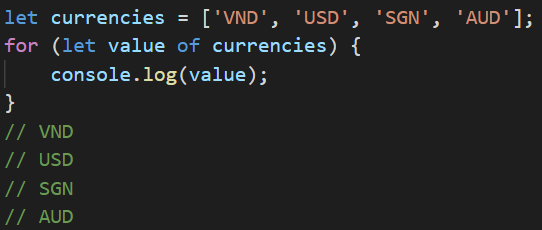 let currencies = ['VND', 'USD', 'SGN', 'AUD'];
for (let value of currencies) {
    console.log(value);
}
// VND
// USD
// SGN
// AUD